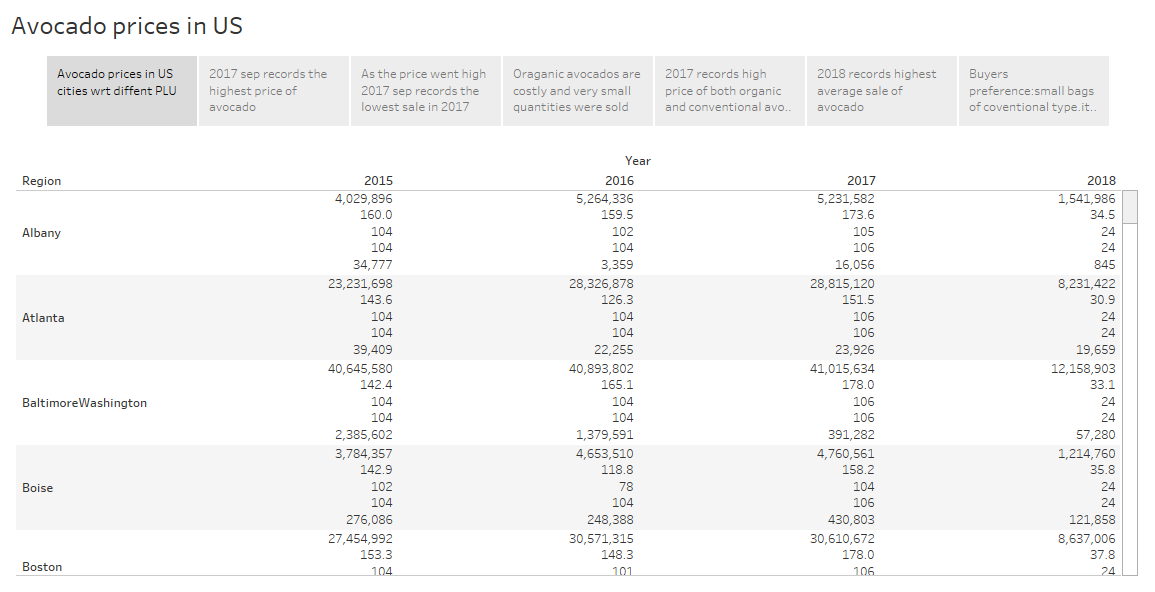 Avocado prices in US
Avocado prices in US
cities wrt diffent PLU
2017 sep records the
highest price of
avocado
As the price went high
2017 sep records the
lowest sale in 2017
Oraganic avocados are
costly and very small
quantities were sold
2017 records high
price of both organic
and conventional avo..
2018 records highest
average sale of
avocado
Buyers
preference:small bags
of coventional type.it..
Year
Region 2015 2016 2017 2018
4,029,896 5,264,336 5,231,582 1,541,986
160.0 159.5 173.6 34.5
Albany 104 102 105 24
104 104 106 24
34,777 3,359 16,056 845
23,231,698 28,326,878 28,815,120 8,231,422
143.6 126.3 151.5 30.9
Atlanta 104 104 106 24
104 104 106 24
39,409 22,255 23,926 19,659
40,645,580 40,893,802 41,015,634 12,158,903
142.4 165.1 178.0 33.1
BaltimoreWashington 104 104 106 24
104 104 106 24
2,385,602 1,379,591 391,282 57,280
3,784,357 4,653,510 4,760,561 1,214,760
142.9 118.8 158.2 35.8
Boise 102 78 104 24
104 104 106 24
276,086 248,388 430,803 121,858
27,454,992 30,571,315 30,610,672 8,637,006
153.3 148.3 178.0 37.8
Boston 104 101 106 24